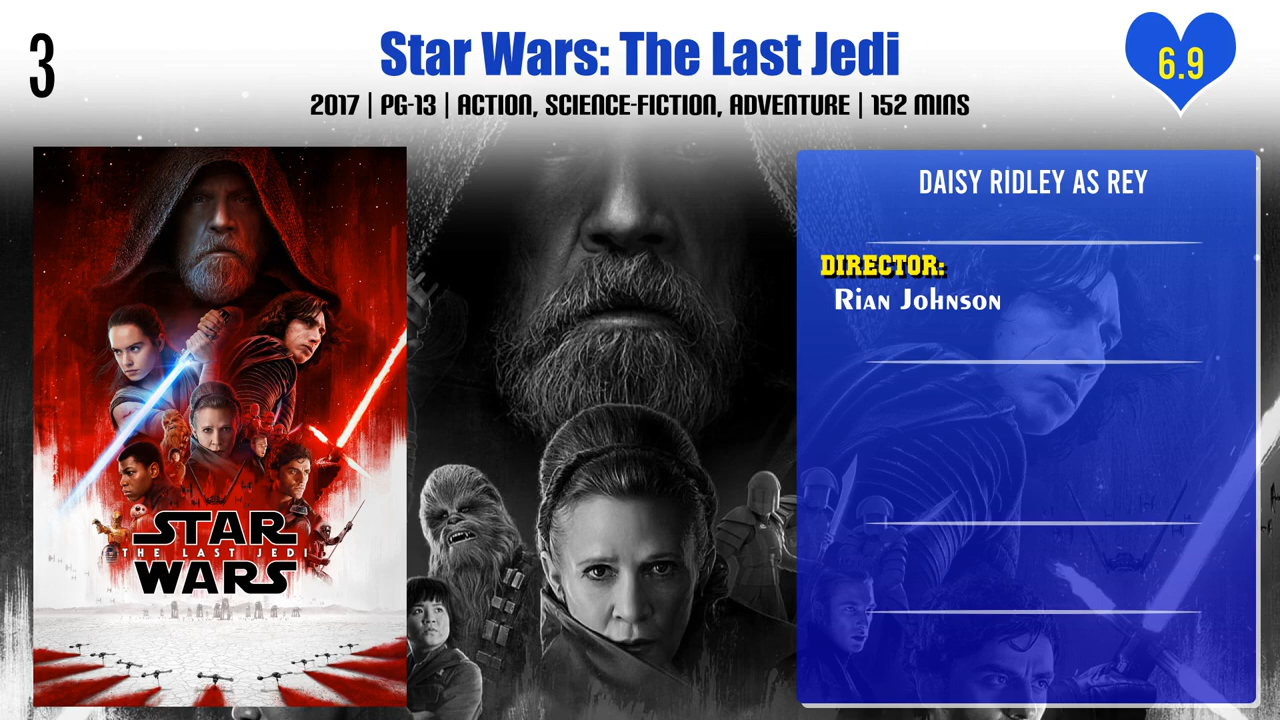 3
Star Wars: The Last Jedi
6.9
2017 | PG-13 | ACTION, SCIENCE-FICTION, ADVENTURE | 152 MINS
DAISY RIDLEY AS REY
DIRECTOR:
Rian Johnson
STAR
THE LAST JEDI
WARS